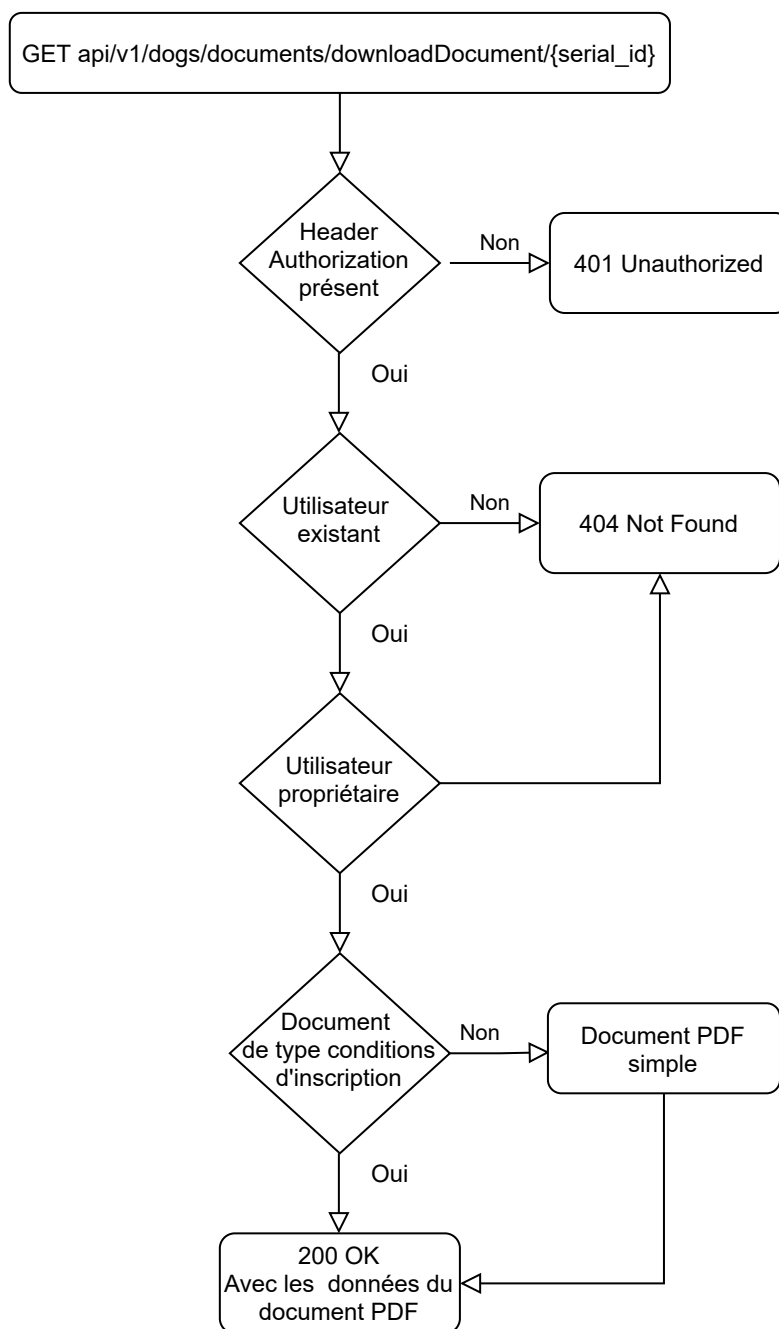 GET api/v1/dogs/documents/downloadDocument/{serial_id}
Header
Authorization
présent
Non
401 Unauthorized
Oui
Utilisateur
existant
Non
404 Not Found
Oui
Utilisateur
propriétaire
Oui
Document
de type conditions
d'inscription
Non
Document PDF
simple
Oui
200 OK
Avec les données du
document PDF